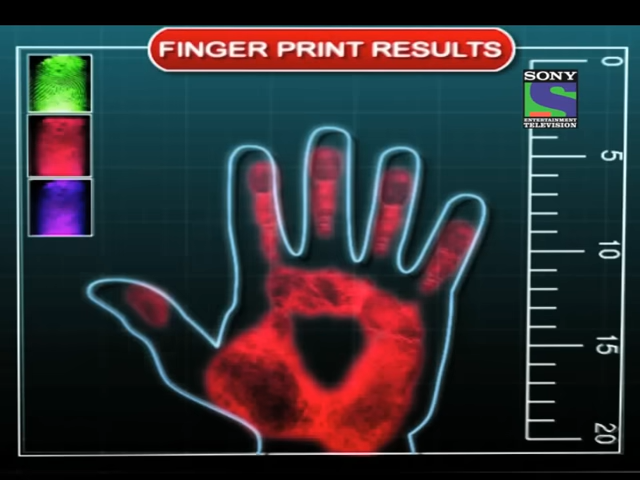 FINGER PRINT RESULTS
SONY
ENTERTAINMENT
TELEVISION
0
5
10
15
20